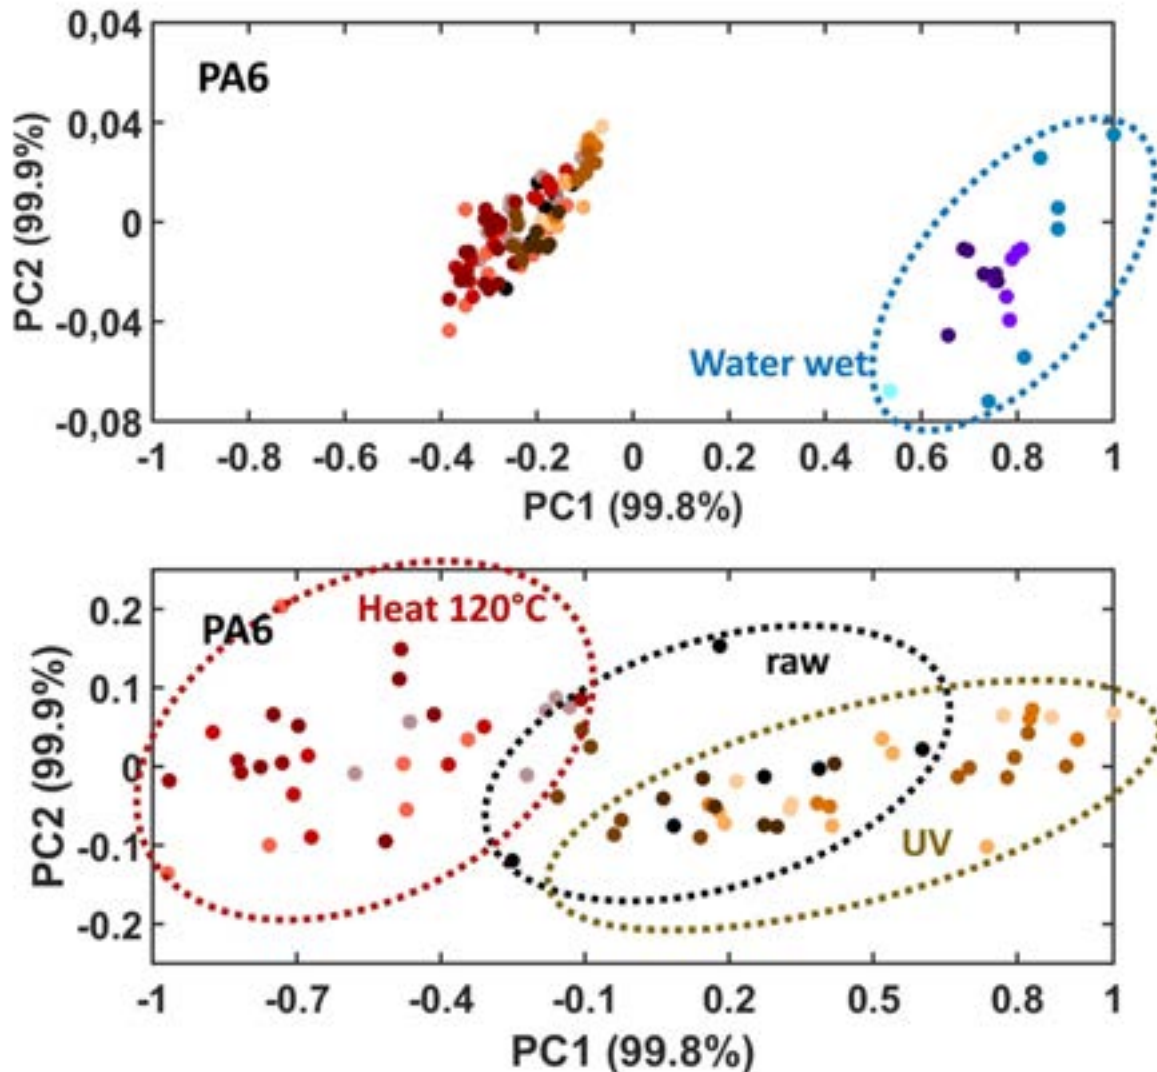 0,04
PA6
0,04
0
-0,04
-0,08
PC2 (99.9%)
Water wet
-1 -0.8 -0.6 -0.4 -0.2 0 0.2 0.4 0.6 0.8 1
PC1 (99.8%)
0.2
0.1
0
-0.1
-0.2
PC2 (99.9%)
Heat 120°C
PA6
raw
UV
-1 -0.7 -0.4 -0.1 0.2 0.5 0.8 1
PC1 (99.8%)